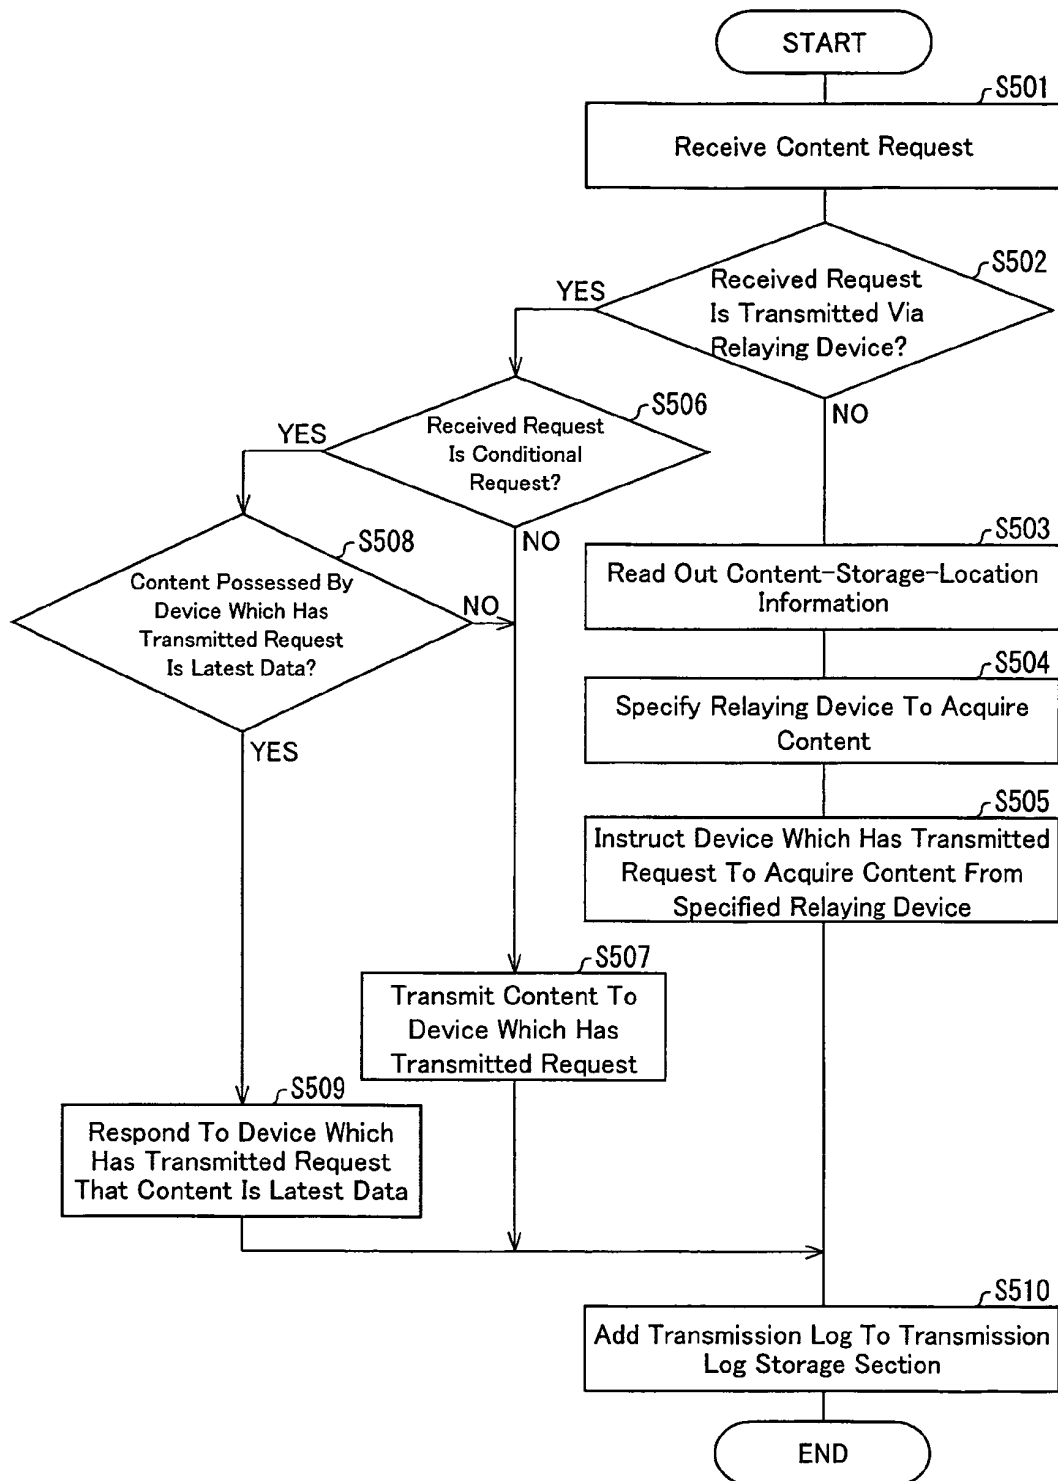 START
S501
Receive Content Request
S502
Received Request
Is Transmitted Via
Relaying Device?
YES
NO
S506
Received Request
Is Conditional
Request?
YES
NO
S508
Content Possessed By
Device Which Has
Transmitted Request
Is Latest Data?
NO
YES
S503
Read Out Content-Storage-Location
Information
S504
Specify Relaying Device To Acquire
Content
S505
Instruct Device Which Has Transmitted
Request To Acquire Content From
Specified Relaying Device
S507
Transmit Content To
Device Which Has
Transmitted Request
S509
Respond To Device Which
Has Transmitted Request
That Content Is Latest Data
S510
Add Transmission Log To Transmission
Log Storage Section
END